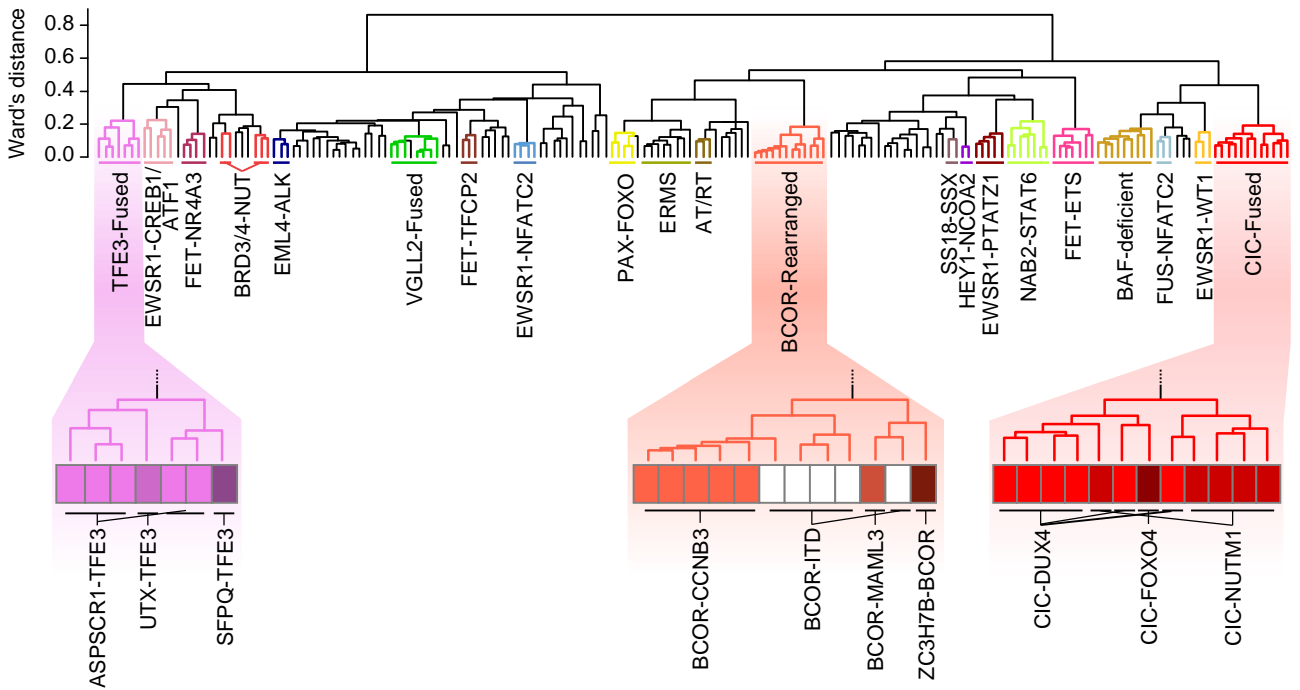 Ward's distance
0.8
0.6
0.4
0.2
0.0
TFE3-Fused
EWSR1-CREB1/
ATF1
FET-NR4A3
BRD3/4-NUT
EML4-ALK
VGLL2-Fused
FET-TFCP2
EWSR1-NFATC2
PAX-FOXO
ERMS
AT/RT
BCOR-Rearranged
SS18-SSX
HEY1-NCOA2
EWSR1-PTATZ1
NAB2-STAT6
FET-ETS
BAF-deficient
FUS-NFATC2
EWSR1-WT1
CIC-Fused
ASPSCR1-TFE3
UTX-TFE3
SFPQ-TFE3
BCOR-CCNB3
BCOR-ITD
BCOR-MAML3
ZC3H7B-BCOR
CIC-DUX4
CIC-FOXO4
CIC-NUTM1